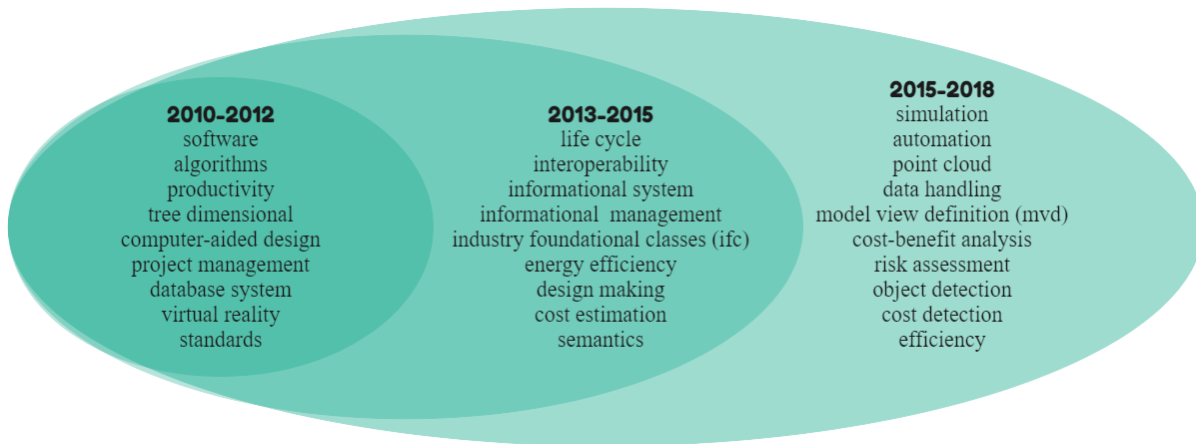 2010-2012
software
algorithms
productivity
tree dimensional
computer-aided design
project management
database system
virtual reality
standards
2013-2015
life cycle
interoperability
informational system
informational  management
industry foundational classes (ifc)
energy efficiency
design making
cost estimation
semantics
2015-2018
simulation
automation
point cloud
data handling
model view definition (mvd)
cost-benefit analysis
risk assessment
object detection
cost detection
efficiency